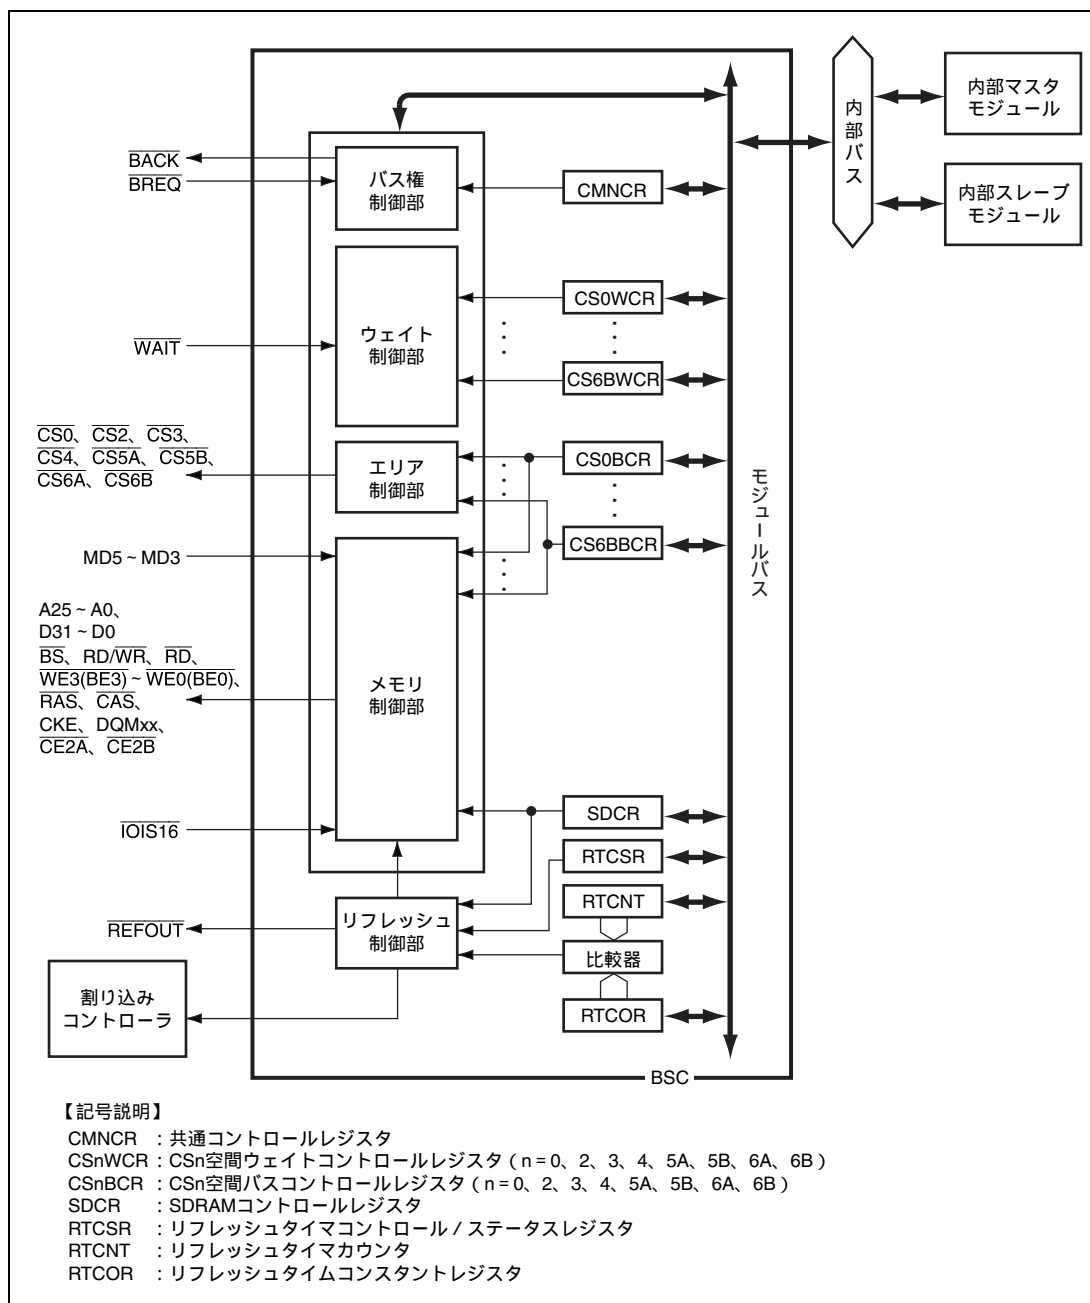 内部マスタ
モジュール
内部バス
内部スレーブ
モジュール
BACK
BREQ
バス権
制御部
CMNCR
WAIT
ウェイト
制御部
CS0WCR
CS6BWCR
CS0、CS2、CS3、
CS4、CS5A、CS5B、
CS6A、CS6B
エリア
制御部
CS0BCR
CS6BBCR
モジュールバス
MD5 ~ MD3
A25 ~ A0、
D31 ~ D0
BS、RD/WR、RD、
WE3(BE3) ~ WE0(BE0)、
RAS、CAS、
CKE、DQMxx、
CE2A、CE2B
メモリ
制御部
IOIS16
SDCR
RTCSR
RTCNT
REFOUT
リフレッシュ
制御部
比較器
RTCOR
割り込み
コントローラ
BSC
【記号説明】
CMNCR :共通コントロールレジスタ
CSnWCR :CSn空間ウェイトコントロールレジスタ(n = 0、2、3、4、5A、5B、6A、6B)
CSnBCR :CSn空間バスコントロールレジスタ(n = 0、2、3、4、5A、5B、6A、6B)
SDCR :SDRAMコントロールレジスタ
RTCSR :リフレッシュタイマコントロール / ステータスレジスタ
RTCNT :リフレッシュタイマカウンタ
RTCOR :リフレッシュタイムコンスタントレジスタ